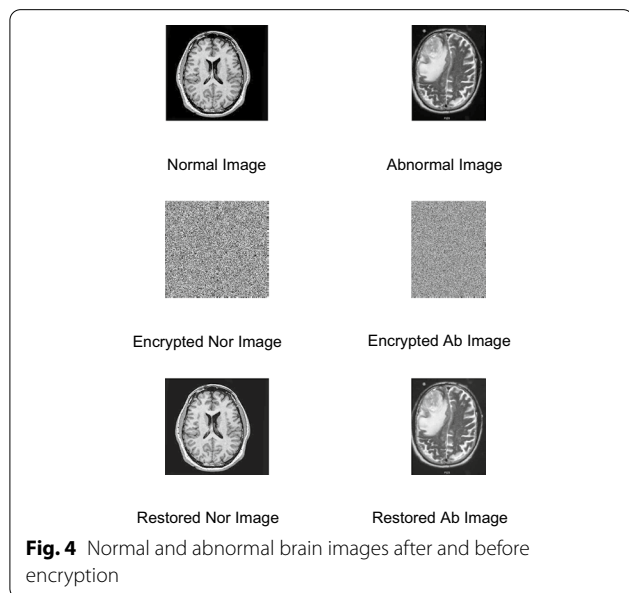 Normal Image
Abnormal Image
Encrypted Nor Image
Encrypted Ab Image
Restored Nor Image
Restored Ab Image
Fig. 4 Normal and abnormal brain images after and before
encryption